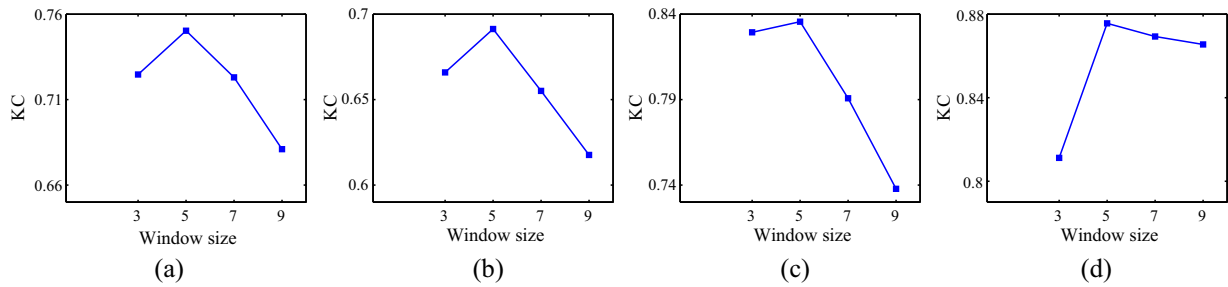 0.76
0.71
0.66
KC
3 5 7 9
Window size
(a)
0.7
0.65
0.6
KC
3 5 7 9
Window size
(b)
0.84
0.79
0.74
KC
3 5 7 9
Window size
(c)
0.88
0.84
0.8
KC
3 5 7 9
Window size
(d)